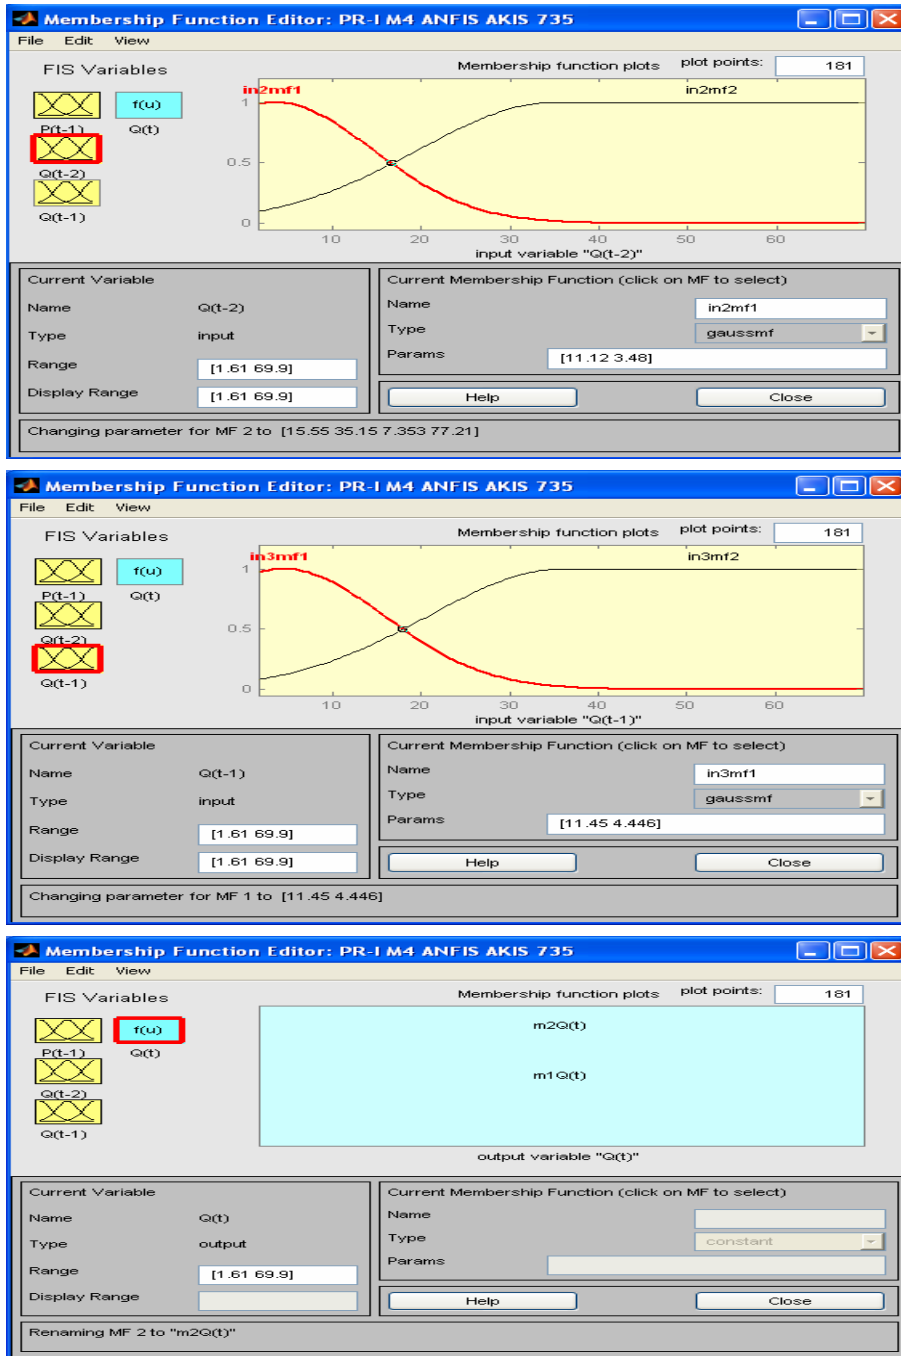 Membership Function Editor: PR-I M4 ANFIS AKIS 735
File Edit View
FIS Variables
Membership function plots plot points: 181
in2mf1 in2mf2
f(u)
P(t-1) Q(t)
Q(t-2)
Q(t-1)
1
0.5
0
10 20 30 40 50 60
input variable "Q(t-2)"
Current Variable
Name Q(t-2)
Type input
Range [1.61 69.9]
Display Range [1.61 69.9]
Current Membership Function (click on MF to select)
Name in2mf1
Type gaussmf
Params [11.12 3.48]
Help Close
Changing parameter for MF 2 to [15.55 35.15 7.353 77.21]
Membership Function Editor: PR-I M4 ANFIS AKIS 735
File Edit View
FIS Variables
Membership function plots plot points: 181
in3mf1 in3mf2
f(u)
P(t-1) Q(t)
Q(t-2)
Q(t-1)
1
0.5
0
10 20 30 40 50 60
input variable "Q(t-1)"
Current Variable
Name Q(t-1)
Type input
Range [1.61 69.9]
Display Range [1.61 69.9]
Current Membership Function (click on MF to select)
Name in3mf1
Type gaussmf
Params [11.45 4.446]
Help Close
Changing parameter for MF 1 to [11.45 4.446]
Membership Function Editor: PR-I M4 ANFIS AKIS 735
File Edit View
FIS Variables
Membership function plots plot points: 181
f(u)
P(t-1) Q(t)
Q(t-2)
Q(t-1)
m2Q(t)
m1Q(t)
output variable "Q(t)"
Current Variable
Name Q(t)
Type output
Range [1.61 69.9]
Display Range
Current Membership Function (click on MF to select)
Name
Type constant
Params
Help Close
Renaming MF 2 to "m2Q(t)"